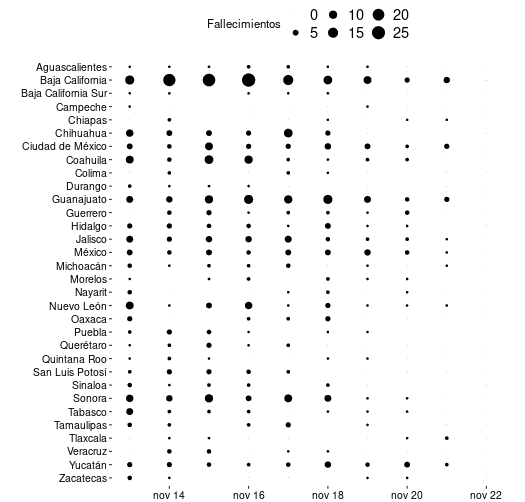 Fallecimientos
0 10 20
5 15 25
Aguascalientes
Baja California
Baja California Sur
Campeche
Chiapas
Chihuahua
Ciudad de México
Coahuila
Colima
Durango
Guanajuato
Guerrero
Hidalgo
Jalisco
México
Michoacán
Morelos
Nayarit
Nuevo León
Oaxaca
Puebla
Querétaro
Quintana Roo
San Luis Potosí
Sinaloa
Sonora
Tabasco
Tamaulipas
Tlaxcala
Veracruz
Yucatán
Zacatecas
nov 14 nov 16 nov 18 nov 20 nov 22